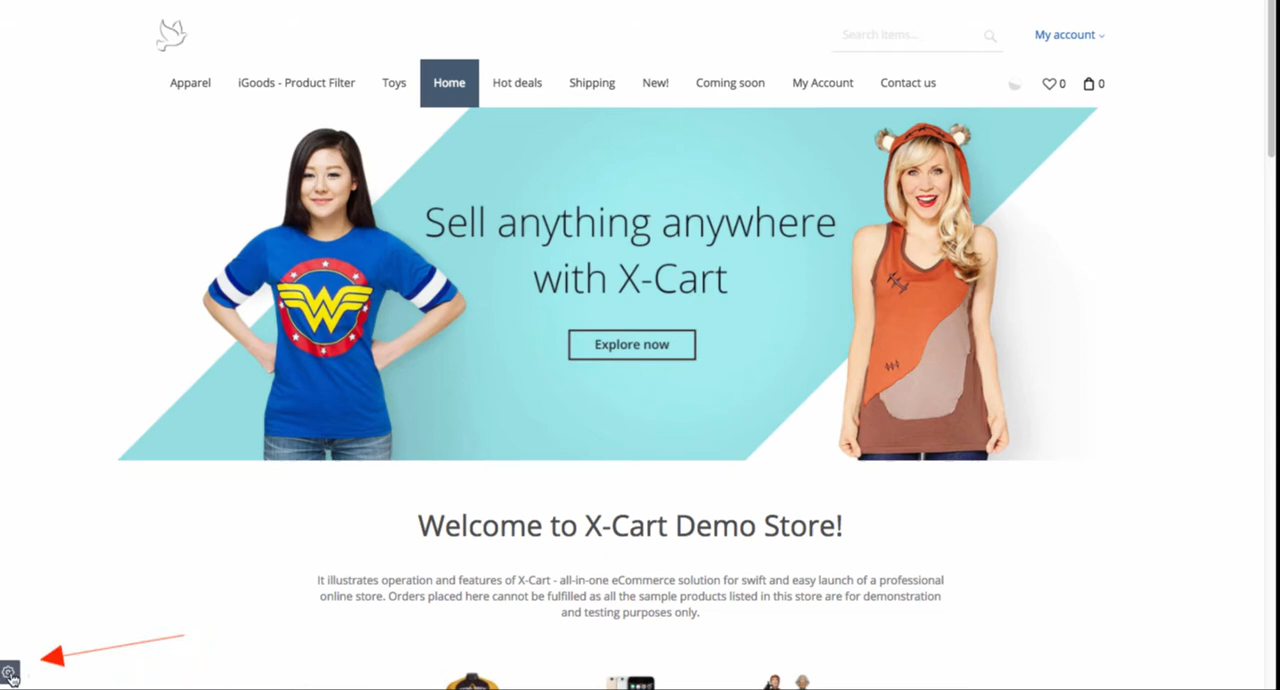 Search items...
My account
Apparel
iGoods - Product Filter
Toys
Home
Hot deals
Shipping
New!
Coming soon
My Account
Contact us
0
0
Sell anything anywhere
with X-Cart
Explore now
W
Welcome to X-Cart Demo Store!
It illustrates operation and features of X-Cart - all-in-one eCommerce solution for swift and easy launch of a professional
online store. Orders placed here cannot be fulfilled as all the sample products listed in this store are for demonstration
and testing purposes only.